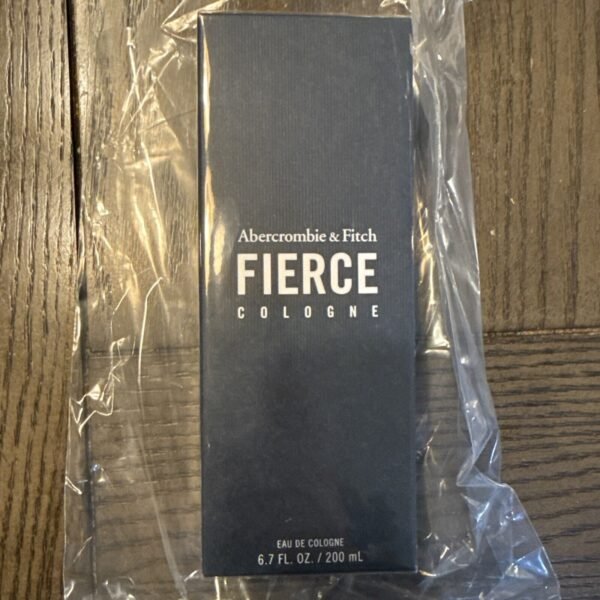 Abercrombie & Fitch
FIERCE
COLOGNE
EAU DE COLOGNE
6.7 FL. OZ. / 200 mL